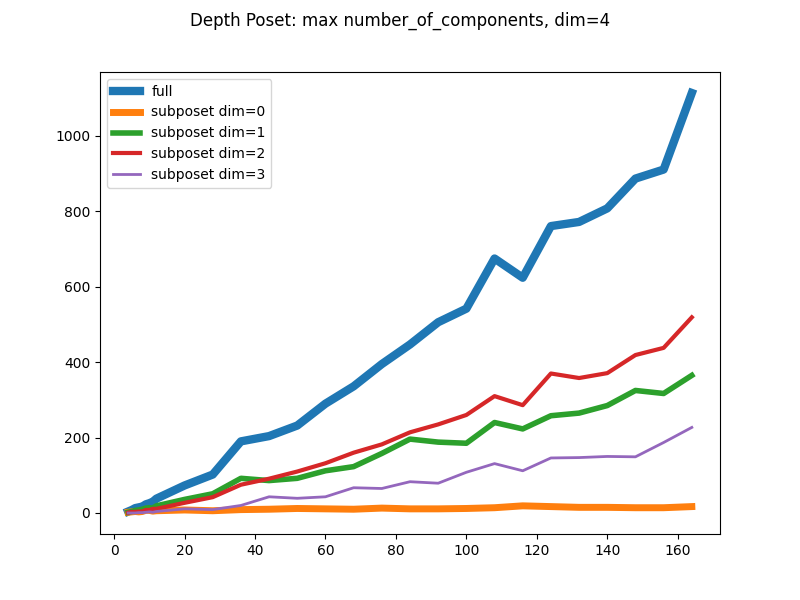 Depth Poset: max number_of_components, dim=4
full
subposet dim=0
subposet dim=1
subposet dim=2
subposet dim=3
1000
800
600
400
200
0
0 20 40 60 80 100 120 140 160